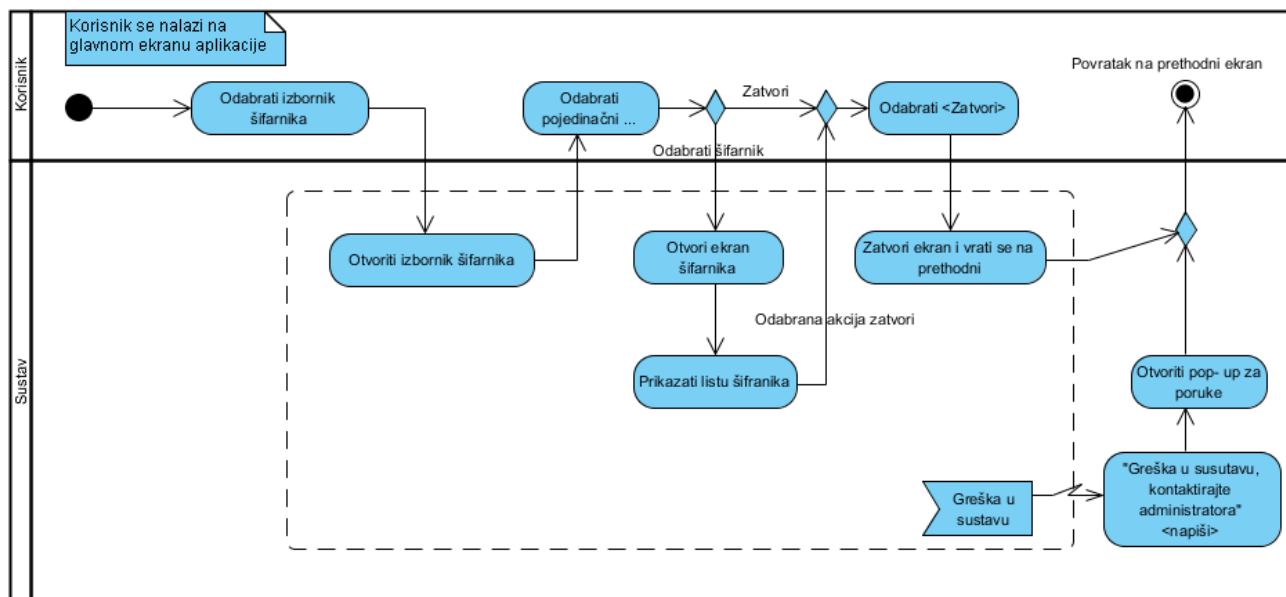 Korisnik
Korisnik se nalazi na
glavnom ekranu aplikacije
Odabrati izbornik
šifarnika
Odabrati
pojedinačni ...
Zatvori
Odabrati <Zatvori>
Povratak na prethodni ekran
Odabrati šifarnik
Sustav
Otvoriti izbornik šifarnika
Otvori ekran
šifarnika
Zatvori ekran i vrati se na
prethodni
Odabrana akcija zatvori
Prikazati listu šifranika
Otvoriti pop- up za
poruke
Greška u
sustavu
"Greška u susutavu,
kontaktirajte
administratora"
<napiši>